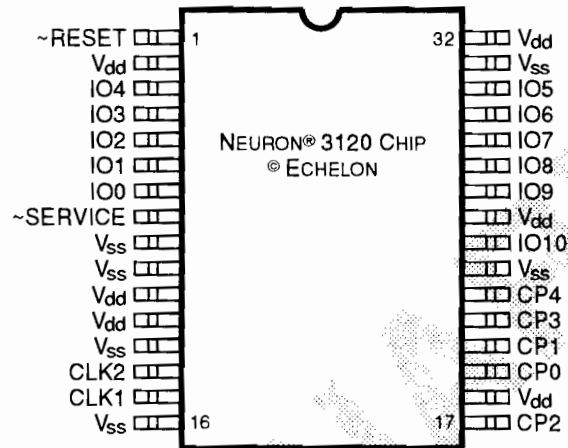 ~RESET 1 32 Vdd
Vdd Vss
IO4 IO5
IO3 IO6
IO2 NEURON® 3120 CHIP IO7
IO1 © ECHELON IO8
IO0 IO9
~SERVICE Vdd
Vss IO10
Vss Vss
Vdd CP4
Vdd CP3
Vss CP1
CLK2 CP0
CLK1 Vdd
Vss 16 17 CP2